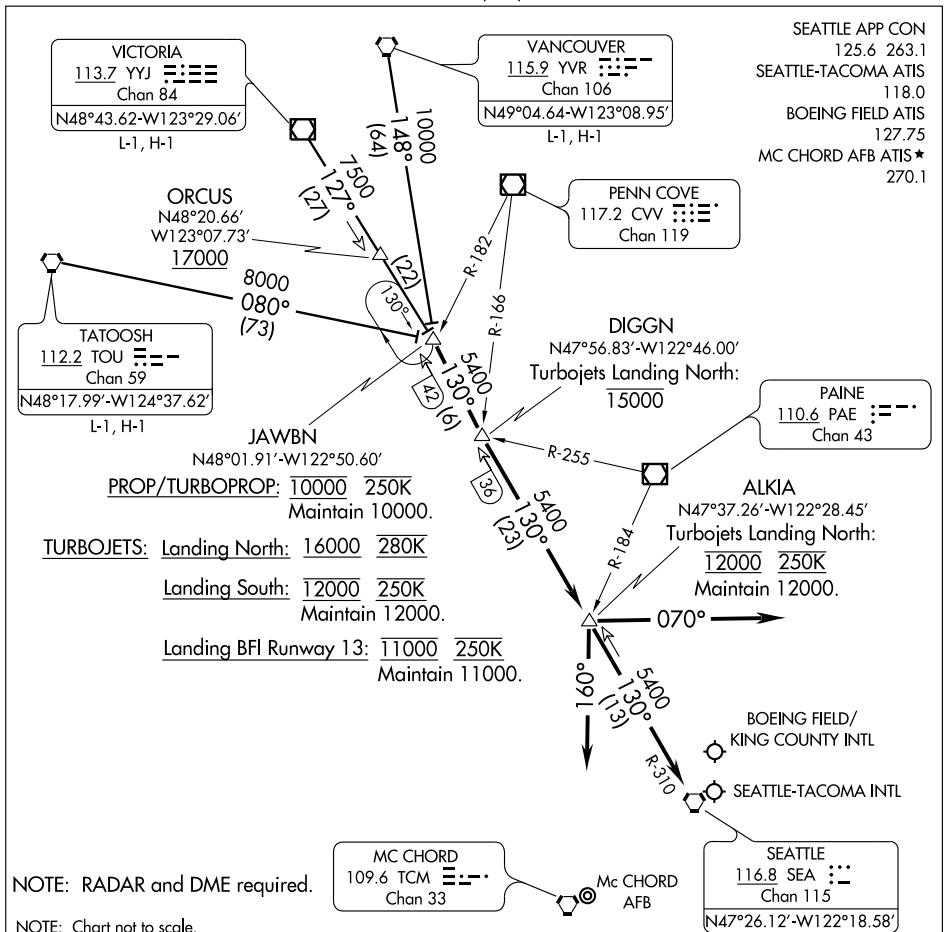 SEATTLE APP CON
125.6 263.1
SEATTLE-TACOMA ATIS
118.0
BOEING FIELD ATIS
127.75
MC CHORD AFB ATIS★
270.1
VICTORIA
113.7 YYJ
Chan 84
N48°43.62-W123°29.06'
L-1, H-1
VANCOUVER
115.9 YVR
Chan 106
N49°04.64-W123°08.95'
L-1, H-1
10000
148°
(64)
7500
127°
(27)
PENN COVE
117.2 CVV
Chan 119
ORCUS
N48°20.66'
W123°07.73'
17000
(22)
R-182
R-166
8000
080°
(73)
130°
TATOOSH
112.2 TOU
Chan 59
N48°17.99'-W124°37.62'
L-1, H-1
DIGGN
N47°56.83'-W122°46.00'
Turbojets Landing North:
15000
5400
130°
(6)
42
PAINE
110.6 PAE
Chan 43
R-255
JAWBN
N48°01.91'-W122°50.60'
PROP/TURBOPROP: 10000 250K
Maintain 10000.
TURBOJETS: Landing North: 16000 280K
Landing South: 12000 250K
Maintain 12000.
Landing BFI Runway 13: 11000 250K
Maintain 11000.
36
5400
130°
(23)
R-184
ALKIA
N47°37.26'-W122°28.45'
Turbojets Landing North:
12000 250K
Maintain 12000.
070°
160°
5400
130°
(13)
R-310
BOEING FIELD/
KING COUNTY INTL
SEATTLE-TACOMA INTL
MC CHORD
109.6 TCM
Chan 33
Mc CHORD
AFB
SEATTLE
116.8 SEA
Chan 115
N47°26.12'-W122°18.58'
NOTE: RADAR and DME required.
NOTE: Chart not to scale.